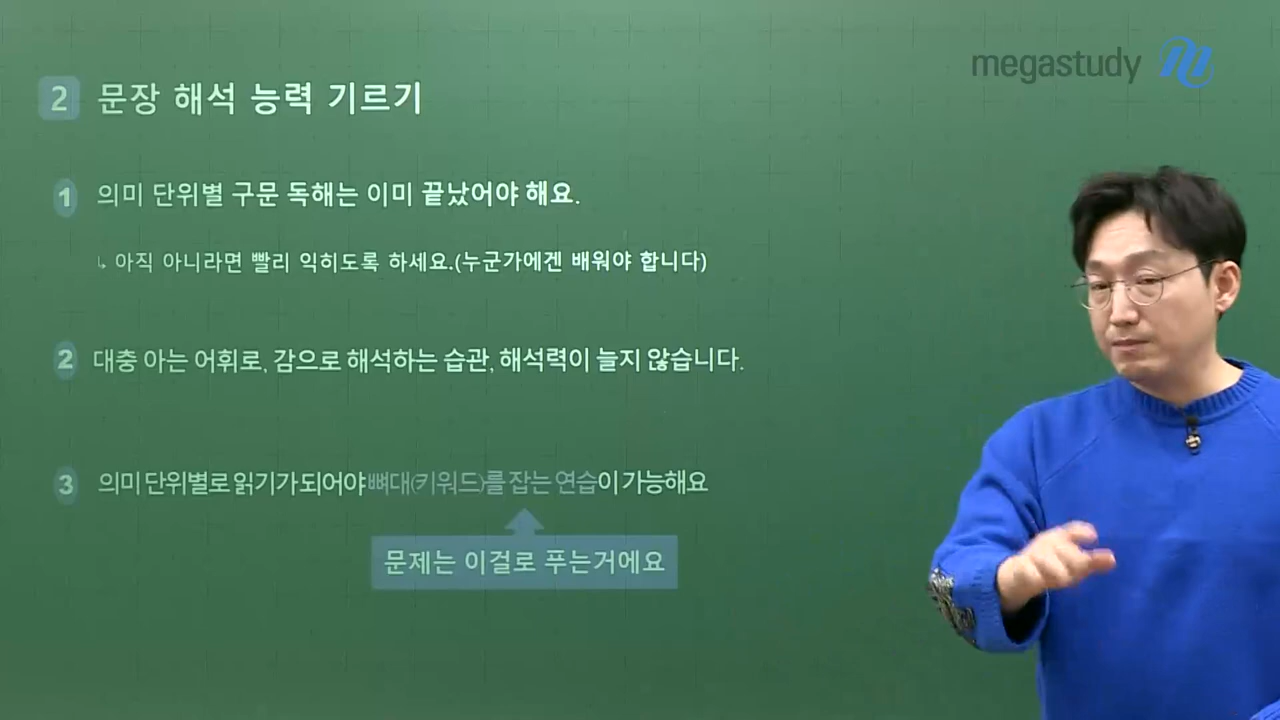 megastudy
2 문장 해석 능력 기르기
1 의미 단위별 구문 독해는 이미 끝났어야 해요.
↳ 아직 아니라면 빨리 익히도록 하세요.(누군가에겐 배워야 합니다)
2 대충 아는 어휘로, 감으로 해석하는 습관, 해석력이 늘지 않습니다.
3 의미 단위별로 읽기가 되어야 뼈대(키워드)를 잡는 연습이 가능해요
문제는 이걸로 푸는거에요